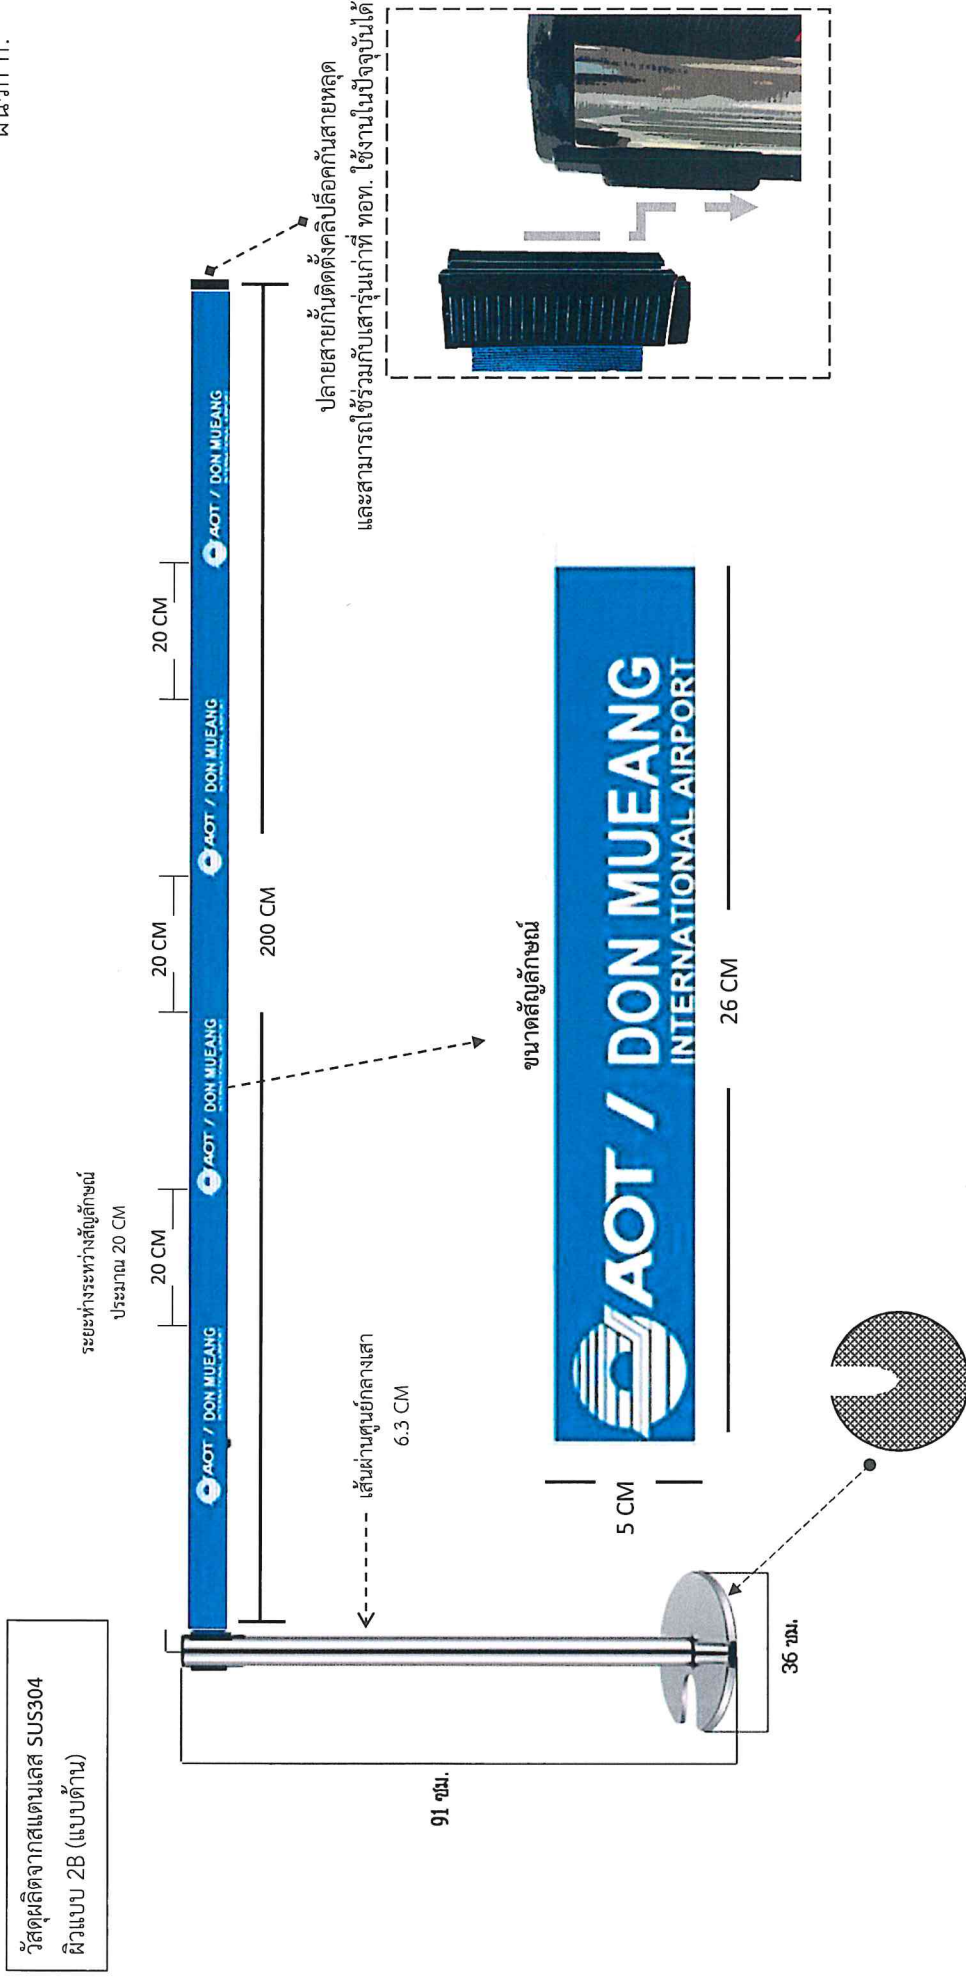 ผนวก ก.
วัสดุผลิตจากสแตนเลส SUS304
ผิวแบบ 2B (แบบด้าน)
ระยะห่างระหว่างสัญลักษณ์
ประมาณ 20 CM
20 CM
20 CM
20 CM
AOT / DON MUEANG
AOT / DON MUEANG
AOT / DON MUEANG
AOT / DON MUEANG
200 CM
ปลายสายกั้นติดตั้งคลิปล็อคกันสายหลุด
และสามารถใช้ร่วมกับเสารุ่นเก่าที่ ทอท. ใช้งานในปัจจุบันได้
เส้นผ่านศูนย์กลางเสา
6.3 CM
91 ซม.
36 ซม.
ขนาดสัญลักษณ์
AOT / DON MUEANG
INTERNATIONAL AIRPORT
5 CM
26 CM